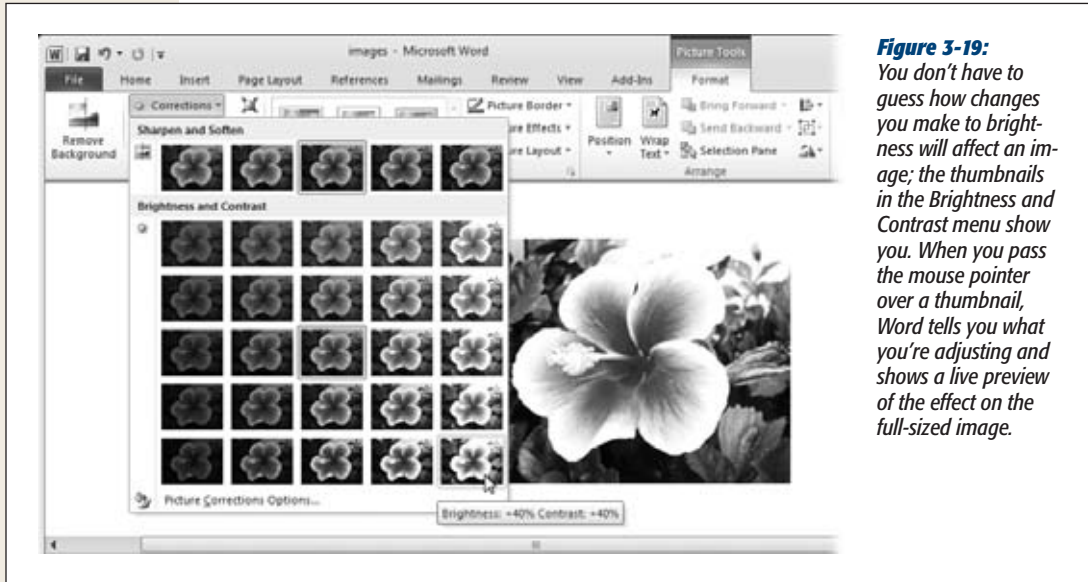 images - Microsoft Word
Picture Tools
File Home Insert Page Layout References Mailings Review View Add-Ins Format
Remove Background
Corrections
Sharpen and Soften
Brightness and Contrast
Picture Corrections Options...
Picture Border
ure Effects
ure Layout
Position
Wrap Text
Bring Forward
Send Backward
Selection Pane
Arrange
Brightness: +40% Contrast: +40%
Figure 3-19:
You don't have to
guess how changes
you make to bright-
ness will affect an im-
age; the thumbnails
in the Brightness and
Contrast menu show
you. When you pass
the mouse pointer
over a thumbnail,
Word tells you what
you're adjusting and
shows a live preview
of the effect on the
full-sized image.